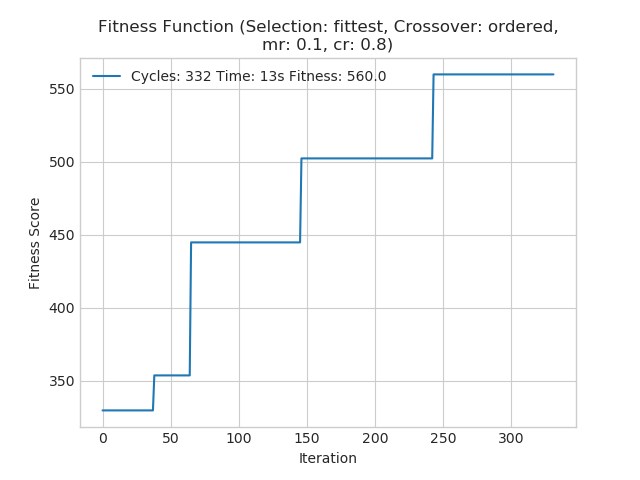 Fitness Function (Selection: fittest, Crossover: ordered,
mr: 0.1, cr: 0.8)
Cycles: 332 Time: 13s Fitness: 560.0
Fitness Score
550
500
450
400
350
0 50 100 150 200 250 300
Iteration